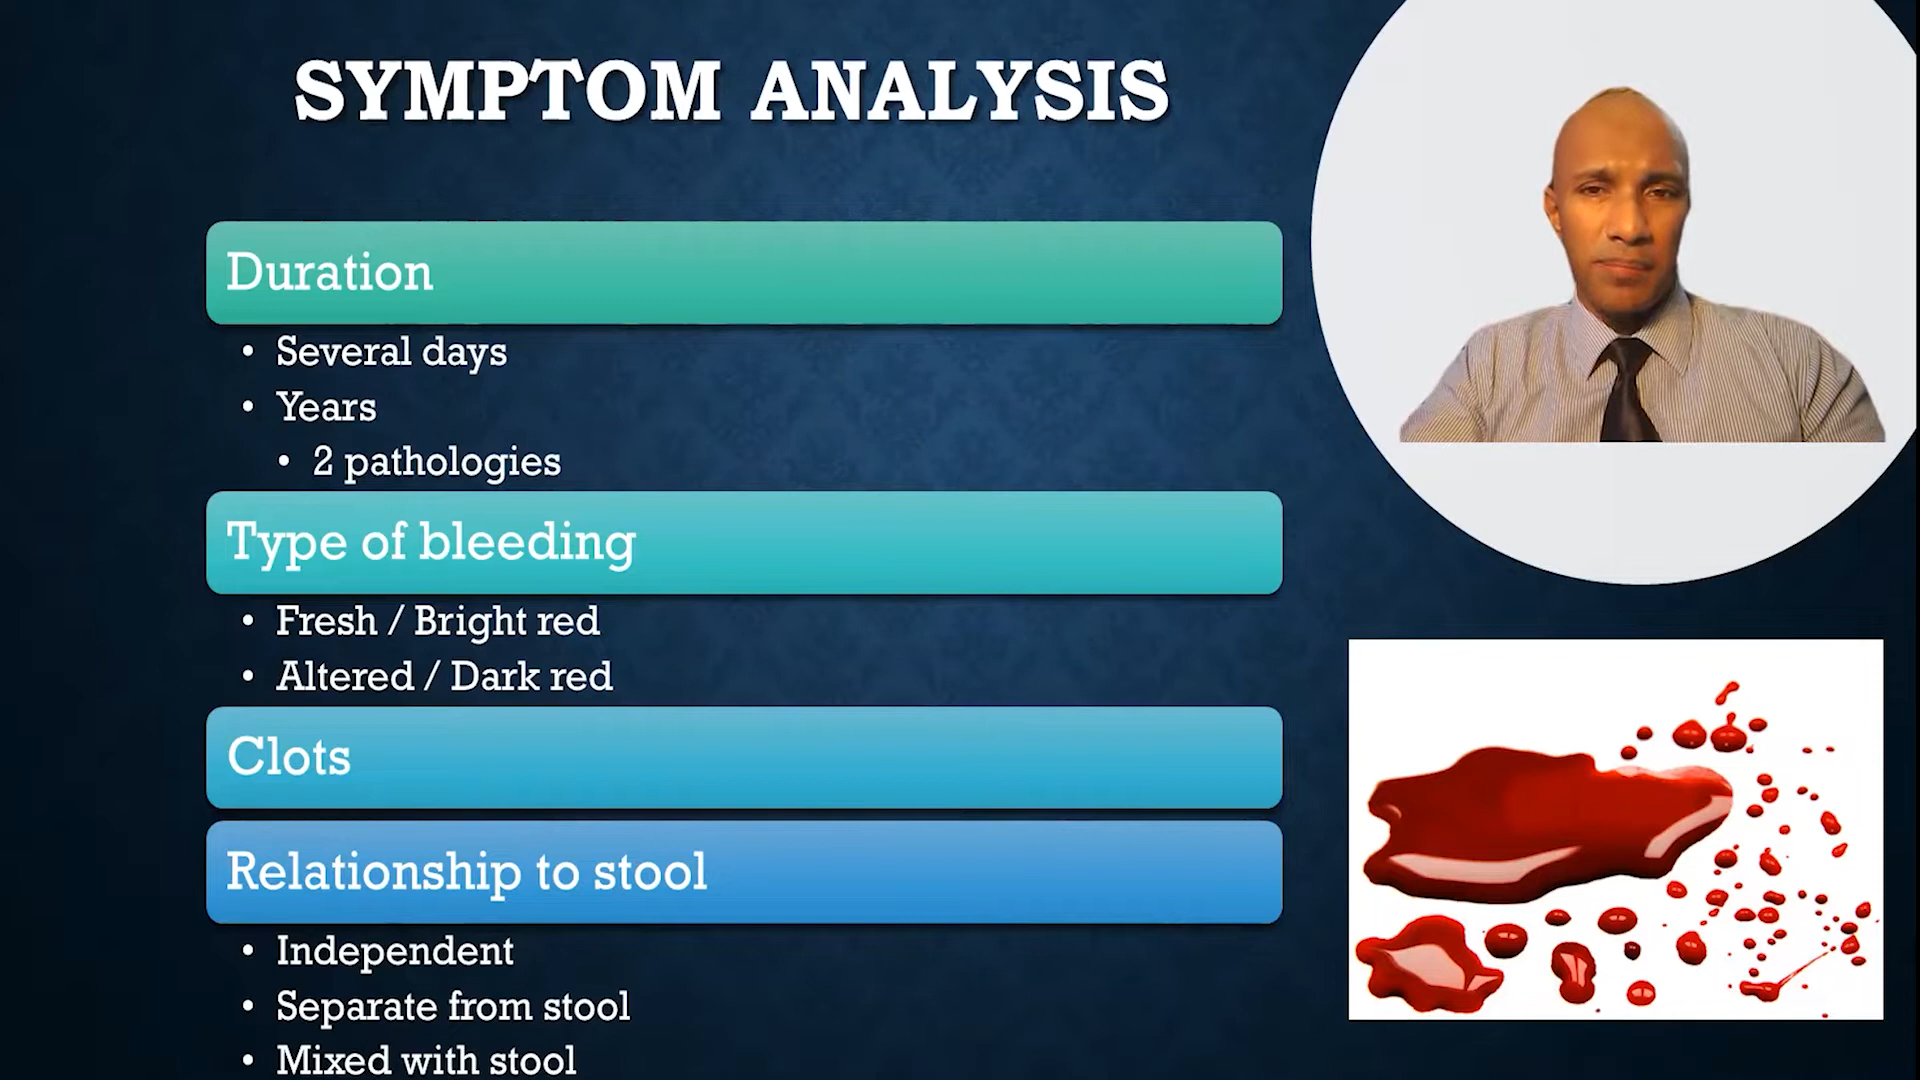 SYMPTOM ANALYSIS
Duration
• Several days
• Years
• 2 pathologies
Type of bleeding
• Fresh / Bright red
• Altered / Dark red
Clots
Relationship to stool
• Independent
• Separate from stool
• Mixed with stool